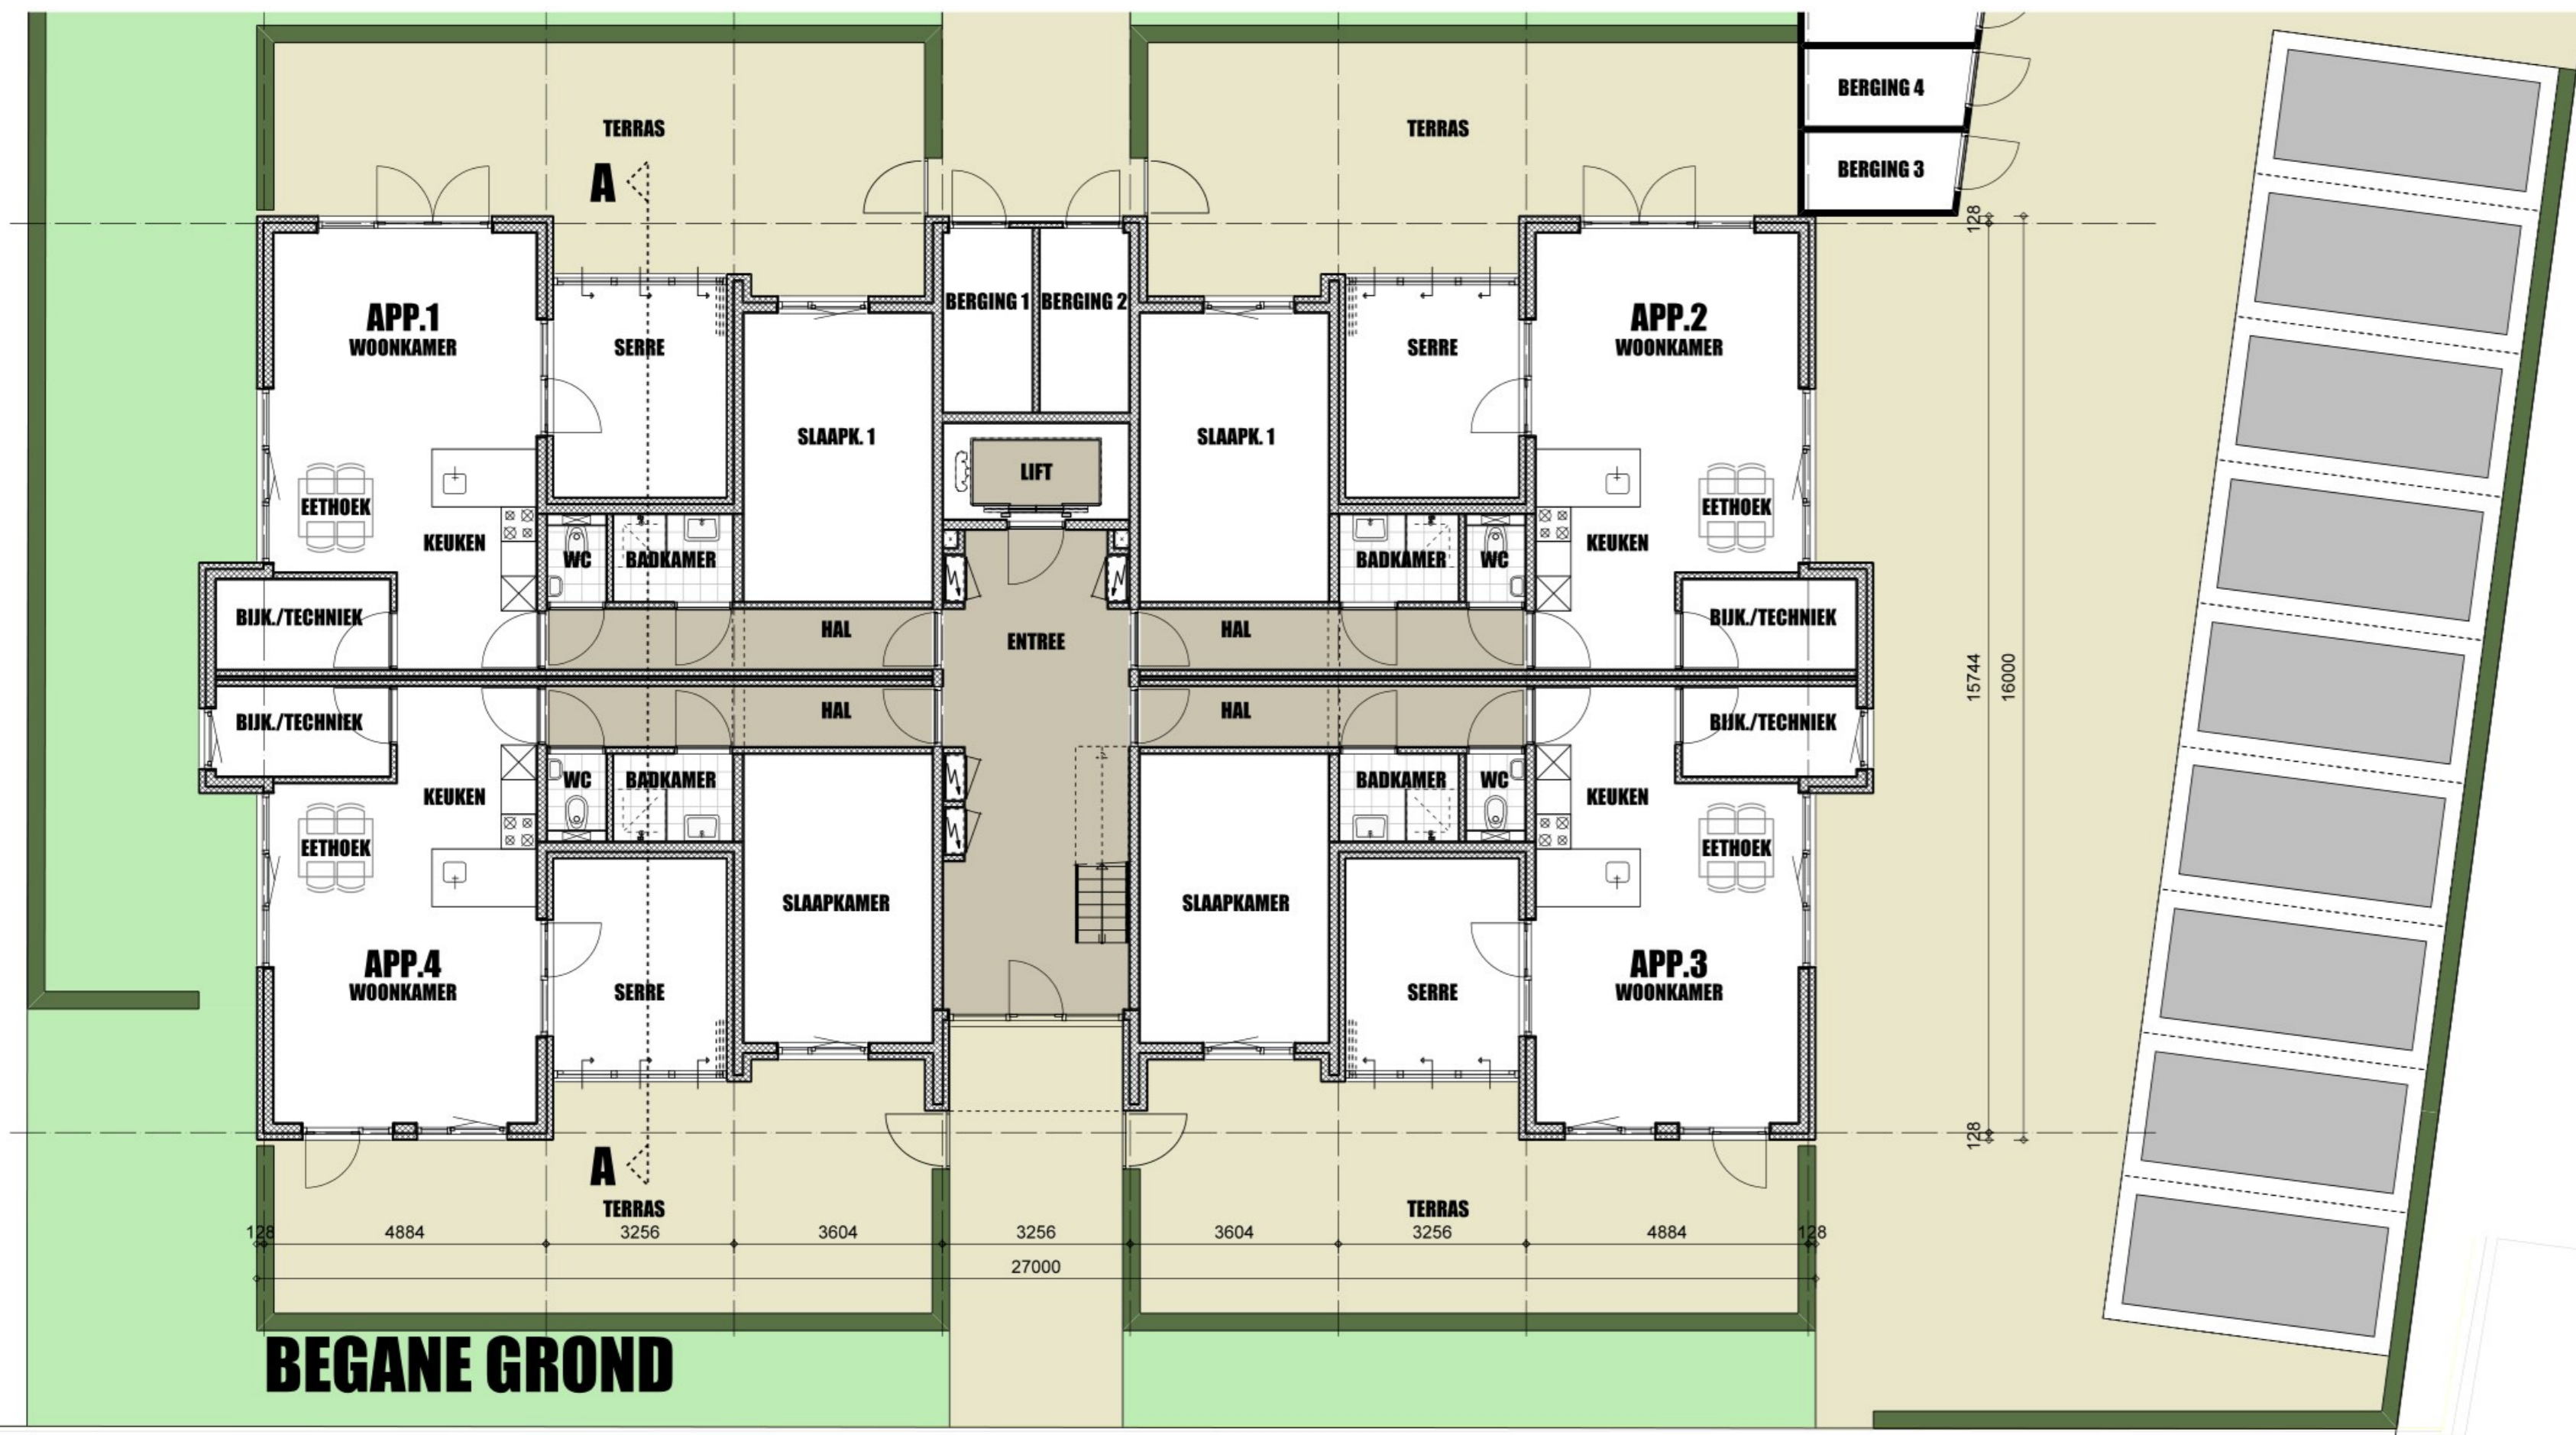 BERGING 4
TERRAS
TERRAS
BERGING 3
A
128
BERGING 1
BERGING 2
APP.1
WOONKAMER
SERRE
SERRE
APP.2
WOONKAMER
SLAAPK. 1
SLAAPK. 1
LIFT
EETHOEK
EETHOEK
KEUKEN
KEUKEN
WC
BADKAMER
BADKAMER
WC
BIJK./TECHNIEK
HAL
ENTREE
HAL
BIJK./TECHNIEK
15744
16000
BIJK./TECHNIEK
HAL
HAL
BIJK./TECHNIEK
WC
BADKAMER
BADKAMER
WC
KEUKEN
KEUKEN
EETHOEK
EETHOEK
SLAAPKAMER
SLAAPKAMER
APP.4
WOONKAMER
SERRE
SERRE
APP.3
WOONKAMER
128
A
TERRAS
TERRAS
128 4884 3256 3604 3256 3604 3256 4884 128
27000
BEGANE GROND